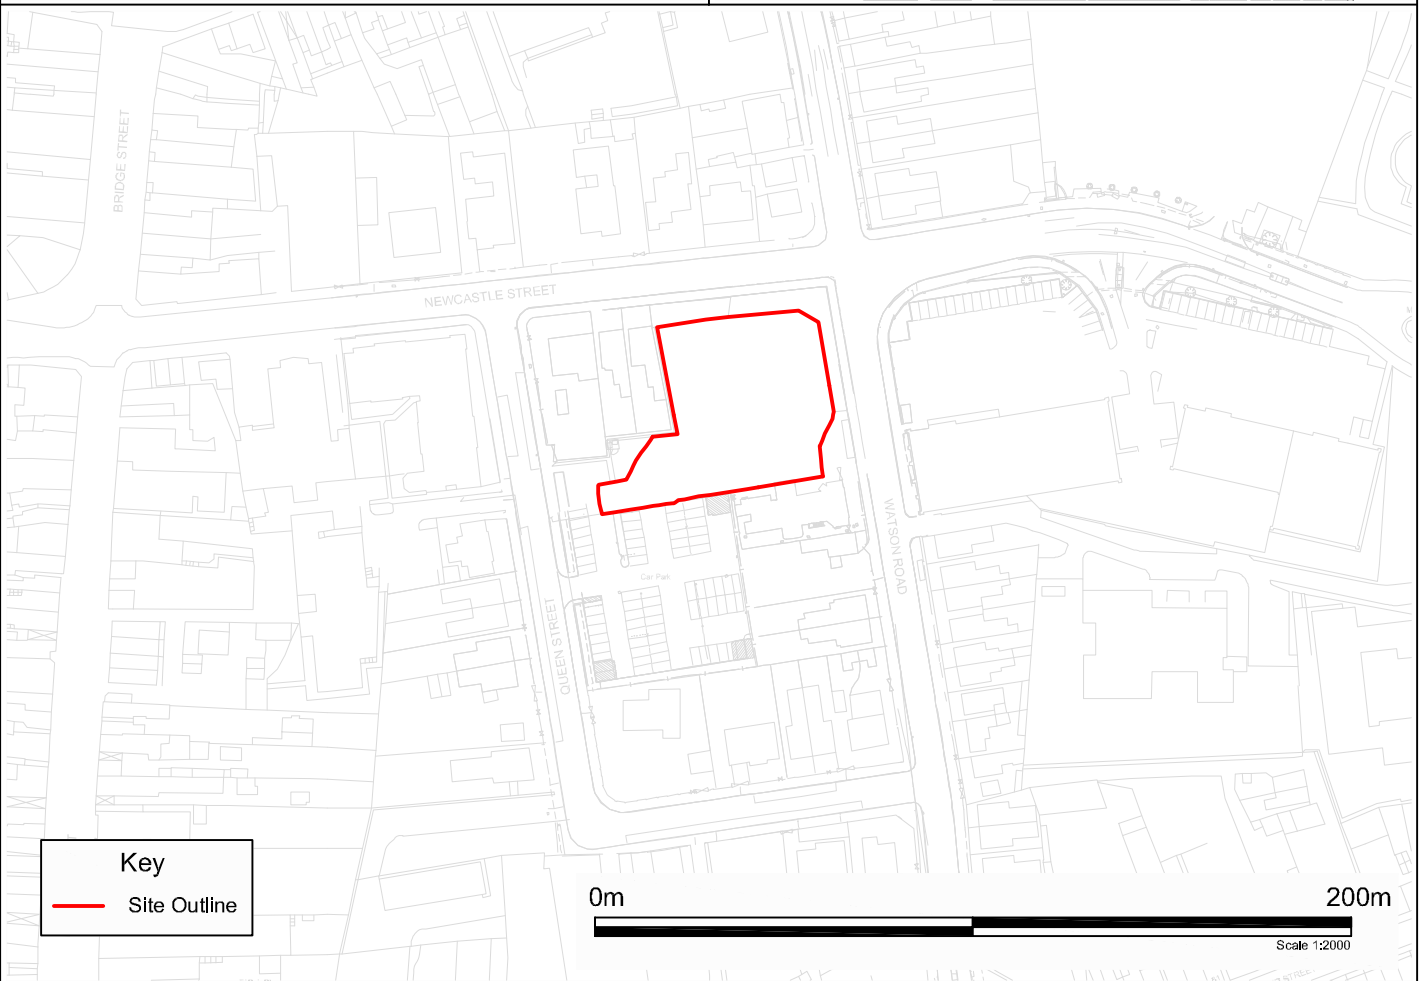 BRIDGE STREET
NEWCASTLE STREET
WATSON ROAD
Car Park
QUEEN STREET
Key
Site Outline
0m
200m
Scale 1:2000